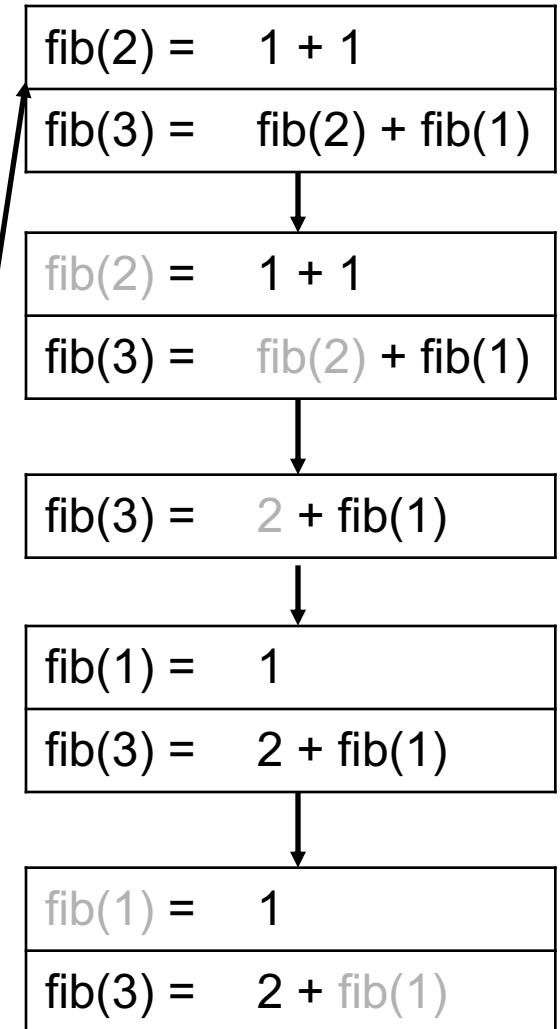 fib(2) = 1 + 1
fib(3) = fib(2) + fib(1)
fib(2) = 1 + 1
fib(3) = fib(2) + fib(1)
fib(3) = 2 + fib(1)
fib(1) = 1
fib(3) = 2 + fib(1)
fib(1) = 1
fib(3) = 2 + fib(1)